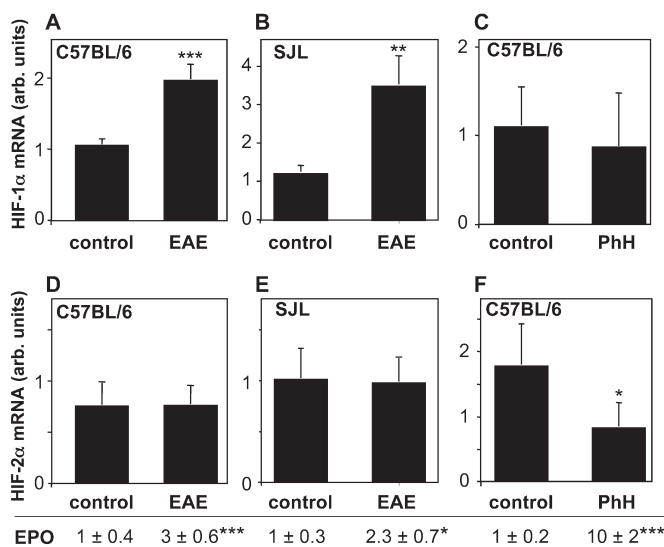 A
C57BL/6
HIF-1α mRNA (arb. units)
2
1
0
***
control EAE
B
SJL
4
3
2
1
0
**
control EAE
C
C57BL/6
2
1
0
control PhH
D
C57BL/6
HIF-2α mRNA (arb. units)
1
0
control EAE
E
SJL
1
0
control EAE
F
C57BL/6
2
1
0
*
control PhH
EPO 1 ± 0.4 3 ± 0.6*** 1 ± 0.3 2.3 ± 0.7* 1 ± 0.2 10 ± 2***